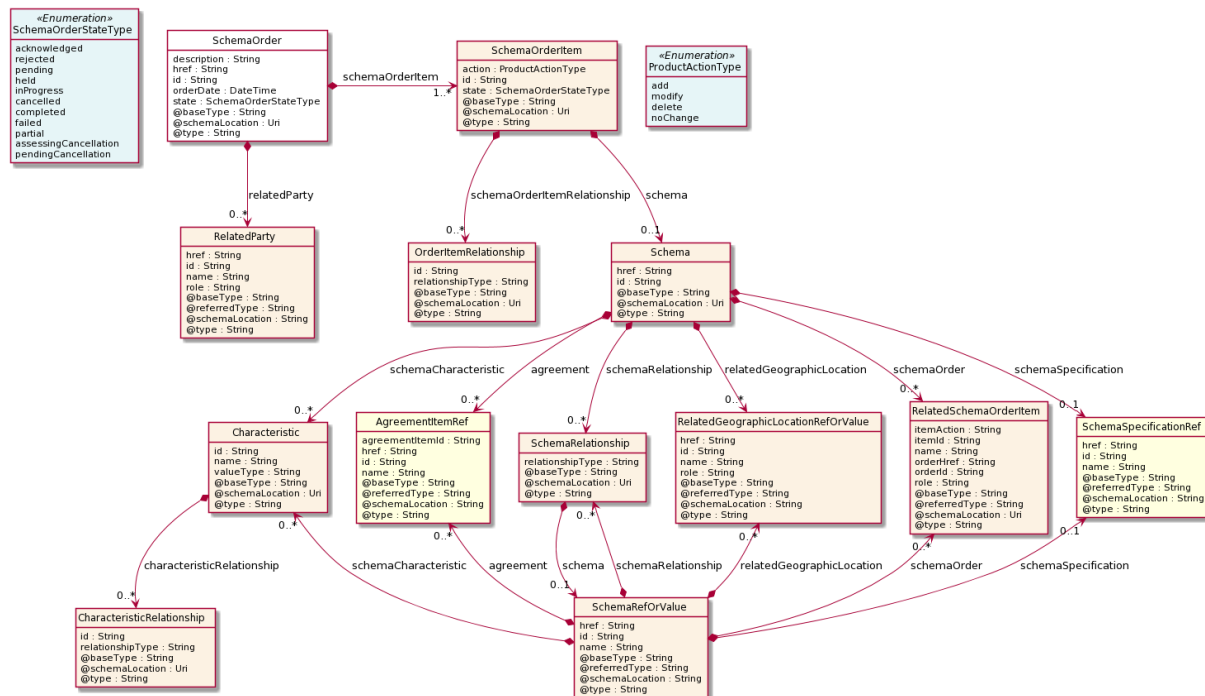 «Enumeration»
SchemaOrderStateType
acknowledged
rejected
pending
held
inProgress
cancelled
completed
failed
partial
assessingCancellation
pendingCancellation
SchemaOrder
description : String
href : String
id : String
orderDate : DateTime
state : SchemaOrderStateType
@baseType : String
@schemaLocation : Uri
@type : String
schemaOrderItem
1..*
SchemaOrderItem
action : ProductActionType
id : String
state : SchemaOrderStateType
@baseType : String
@schemaLocation : Uri
@type : String
«Enumeration»
ProductActionType
add
modify
delete
noChange
relatedParty
0..*
schemaOrderItemRelationship
0..*
schema
0..1
RelatedParty
href : String
id : String
name : String
role : String
@baseType : String
@referredType : String
@schemaLocation : String
@type : String
OrderItemRelationship
id : String
relationshipType : String
@baseType : String
@schemaLocation : Uri
@type : String
Schema
href : String
id : String
@baseType : String
@schemaLocation : Uri
@type : String
schemaCharacteristic
0..*
agreement
0..*
schemaRelationship
0..*
relatedGeographicLocation
0..*
schemaOrder
0..*
schemaSpecification
0..1
Characteristic
id : String
name : String
valueType : String
@baseType : String
@schemaLocation : Uri
@type : String
AgreementItemRef
agreementItemId : String
href : String
id : String
name : String
@baseType : String
@referredType : String
@schemaLocation : String
@type : String
SchemaRelationship
relationshipType : String
@baseType : String
@schemaLocation : Uri
@type : String
RelatedGeographicLocationRefOrValue
href : String
id : String
name : String
role : String
@baseType : String
@referredType : String
@schemaLocation : String
@type : String
RelatedSchemaOrderItem
itemAction : String
itemId : String
name : String
orderHref : String
orderId : String
role : String
@baseType : String
@referredType : String
@schemaLocation : Uri
@type : String
SchemaSpecificationRef
href : String
id : String
name : String
@baseType : String
@referredType : String
@schemaLocation : String
@type : String
characteristicRelationship
0..*
schemaCharacteristic
0..*
agreement
0..*
schema
0..1
schemaRelationship
0..*
relatedGeographicLocation
0..*
schemaOrder
0..*
schemaSpecification
0..1
CharacteristicRelationship
id : String
relationshipType : String
@baseType : String
@schemaLocation : Uri
@type : String
SchemaRefOrValue
href : String
id : String
name : String
@baseType : String
@referredType : String
@schemaLocation : String
@type : String